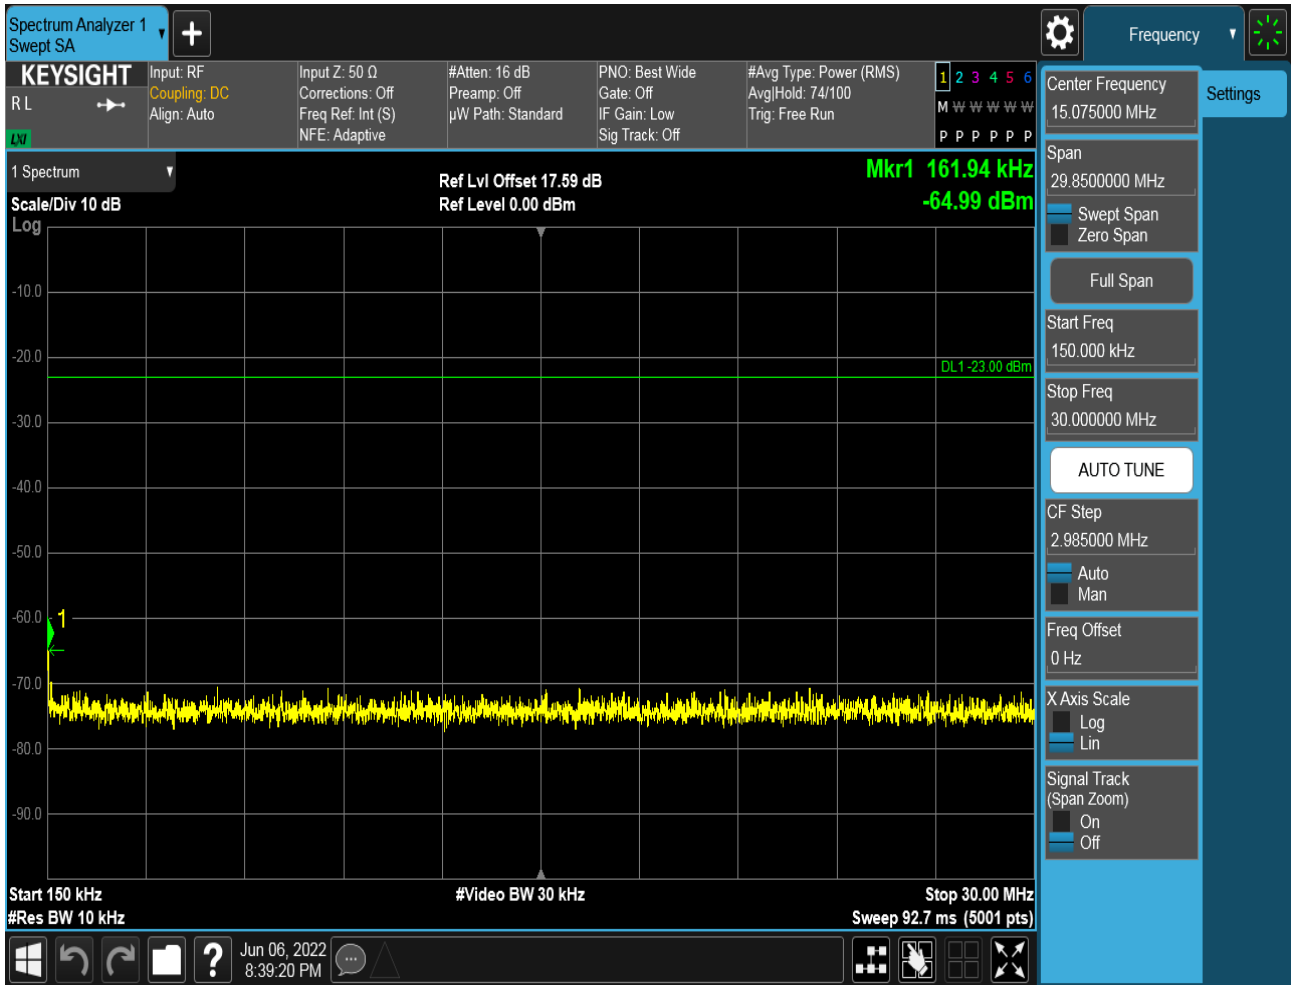 Spectrum Analyzer 1
Swept SA
+
Frequency
KEYSIGHT
R L
LXI
Input: RF
Coupling: DC
Align: Auto
Input Z: 50 Ω
Corrections: Off
Freq Ref: Int (S)
NFE: Adaptive
#Atten: 16 dB
Preamp: Off
µW Path: Standard
PNO: Best Wide
Gate: Off
IF Gain: Low
Sig Track: Off
#Avg Type: Power (RMS)
Avg|Hold: 74/100
Trig: Free Run
1 2 3 4 5 6
M W W W W W
P P P P P P
1 Spectrum
Scale/Div 10 dB
Log
Ref Lvl Offset 17.59 dB
Ref Level 0.00 dBm
Mkr1 161.94 kHz
-64.99 dBm
-10.0
-20.0
DL1 -23.00 dBm
-30.0
-40.0
-50.0
-60.0
1
-70.0
-80.0
-90.0
Start 150 kHz
#Res BW 10 kHz
#Video BW 30 kHz
Stop 30.00 MHz
Sweep 92.7 ms (5001 pts)
Jun 06, 2022
8:39:20 PM
?
Center Frequency
15.075000 MHz
Settings
Span
29.8500000 MHz
Swept Span
Zero Span
Full Span
Start Freq
150.000 kHz
Stop Freq
30.000000 MHz
AUTO TUNE
CF Step
2.985000 MHz
Auto
Man
Freq Offset
0 Hz
X Axis Scale
Log
Lin
Signal Track
(Span Zoom)
On
Off